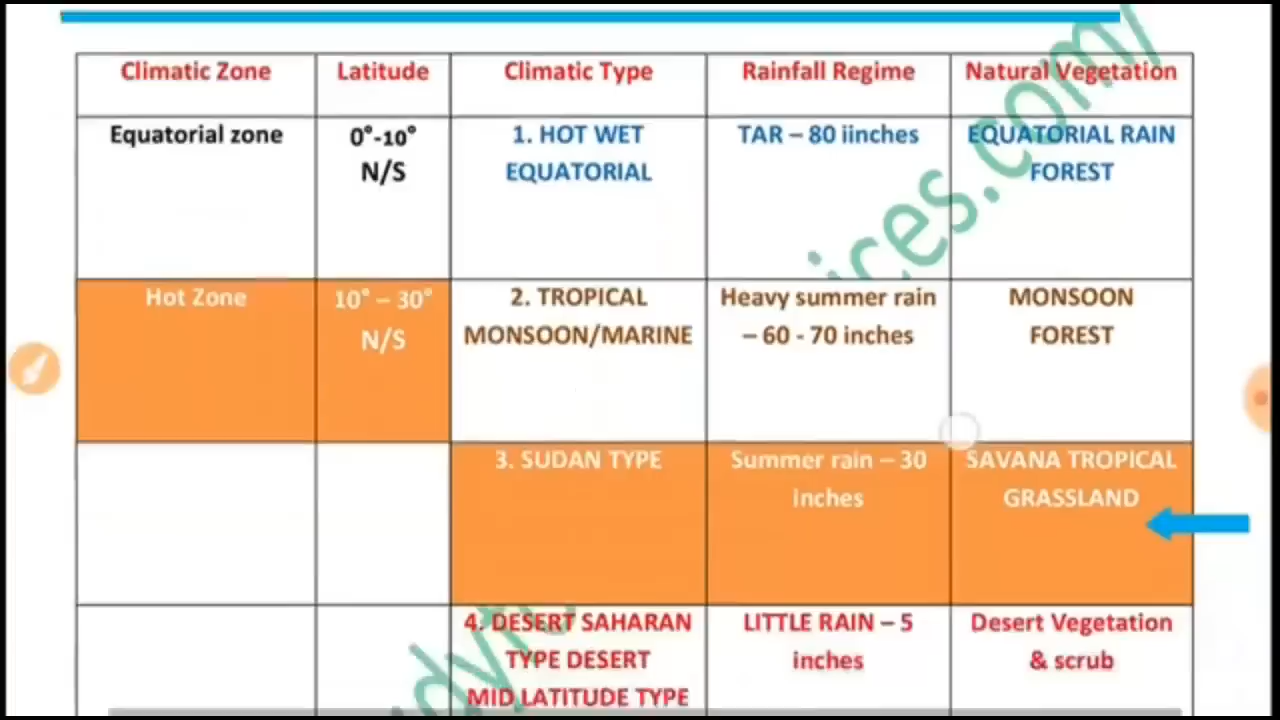 Climatic Zone Latitude Climatic Type Rainfall Regime Natural Vegetation
Equatorial zone 0°-10° 1. HOT WET TAR – 80 iinches EQUATORIAL RAIN
N/S EQUATORIAL FOREST
Hot Zone 10° – 30° 2. TROPICAL Heavy summer rain MONSOON
N/S MONSOON/MARINE – 60 - 70 inches FOREST
3. SUDAN TYPE Summer rain – 30 SAVANA TROPICAL
inches GRASSLAND
4. DESERT SAHARAN LITTLE RAIN – 5 Desert Vegetation
TYPE DESERT inches & scrub
MID LATITUDE TYPE
ices.com/